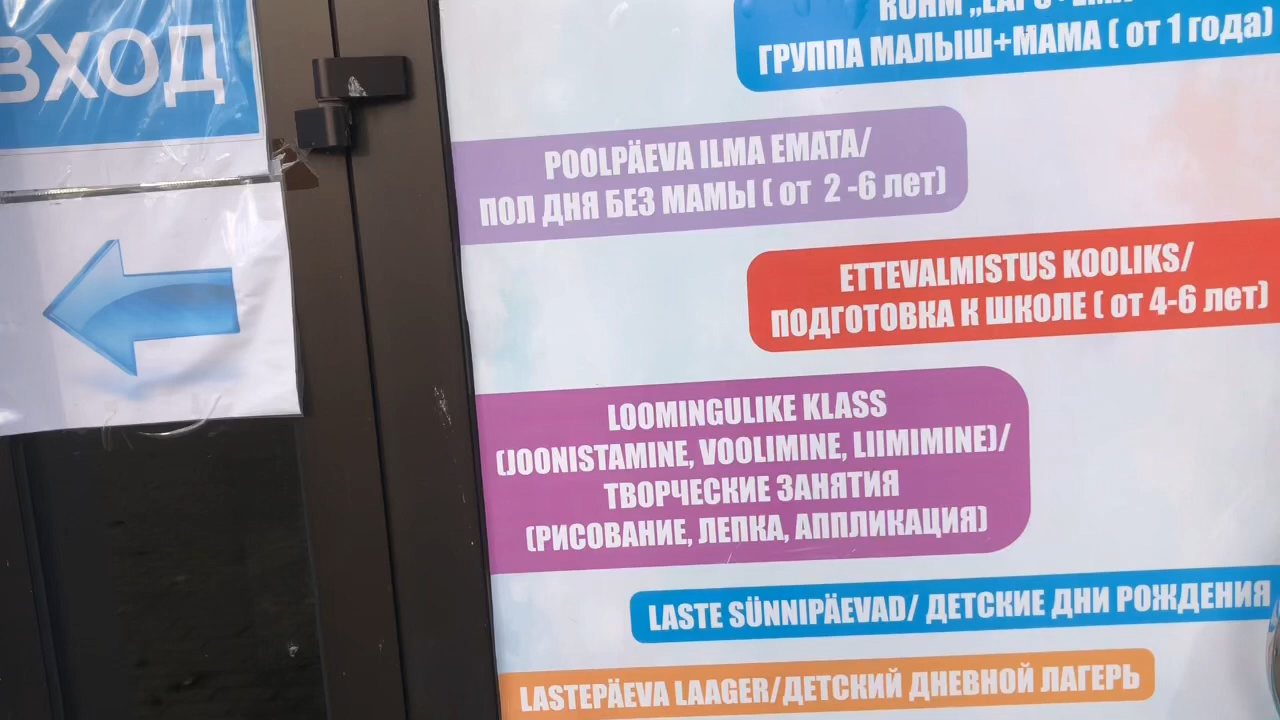 ВХОД
ГРУППА МАЛЫШ+МАМА ( от 1 года)
POOLPÄEVA ILMA EMATA/
ПОЛ ДНЯ БЕЗ МАМЫ ( от 2 -6 лет)
ETTEVALMISTUS KOOLIKS/
ПОДГОТОВКА К ШКОЛЕ ( от 4-6 лет)
LOOMINGULIKE KLASS
(JOONISTAMINE, VOOLIMINE, LIIMIMINE)/
ТВОРЧЕСКИЕ ЗАНЯТИЯ
(РИСОВАНИЕ, ЛЕПКА, АППЛИКАЦИЯ)
LASTE SÜNNIPÄEVAD/ ДЕТСКИЕ ДНИ РОЖДЕНИЯ
LASTEPÄEVA LAAGER/ДЕТСКИЙ ДНЕВНОЙ ЛАГЕРЬ